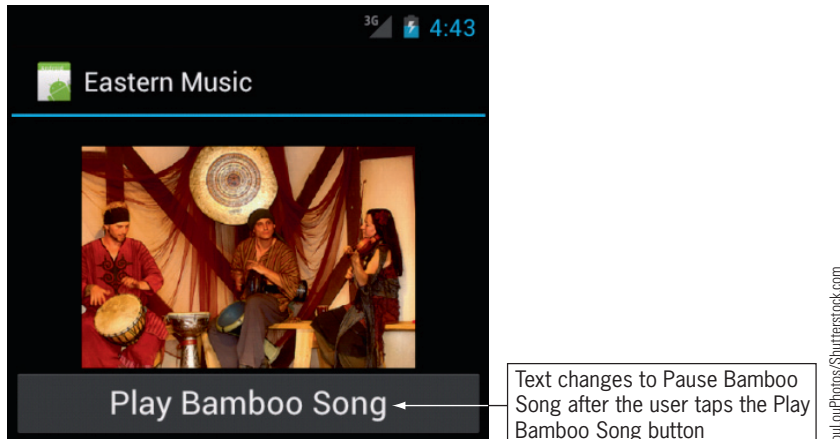 3G 4:43
Eastern Music
Play Bamboo Song
Text changes to Pause Bamboo
Song after the user taps the Play
Bamboo Song button